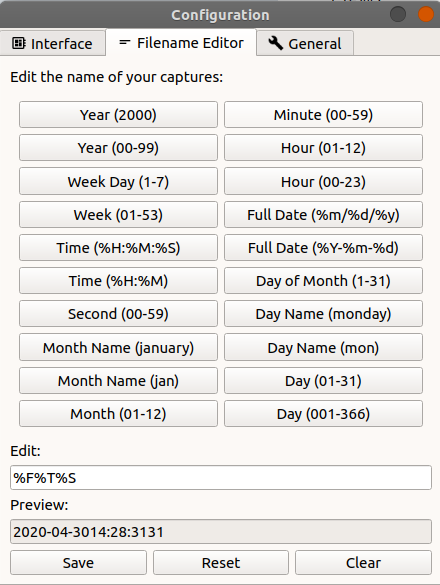 Configuration
Interface Filename Editor General
Edit the name of your captures:
Year (2000) Minute (00-59)
Year (00-99) Hour (01-12)
Week Day (1-7) Hour (00-23)
Week (01-53) Full Date (%m/%d/%y)
Time (%H:%M:%S) Full Date (%Y-%m-%d)
Time (%H:%M) Day of Month (1-31)
Second (00-59) Day Name (monday)
Month Name (january) Day Name (mon)
Month Name (jan) Day (01-31)
Month (01-12) Day (001-366)
Edit:
%F%T%S
Preview:
2020-04-3014:28:3131
Save Reset Clear